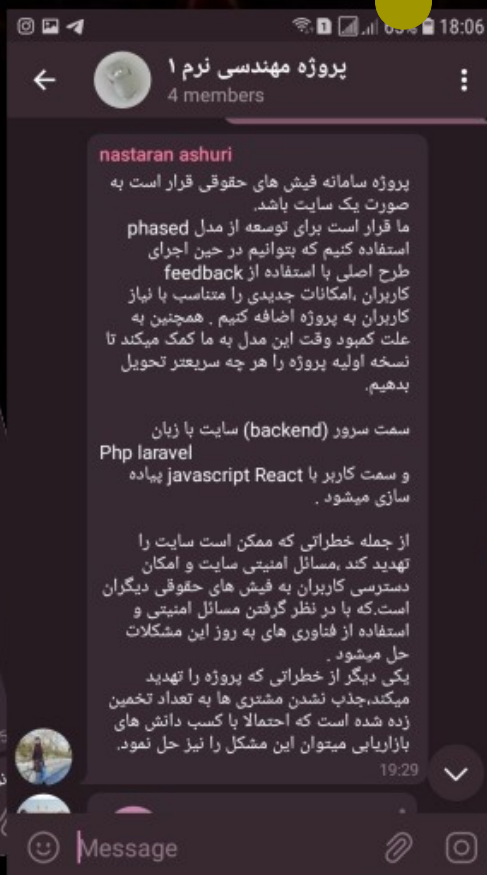 18:06
پروژه مهندسی نرم ۱
4 members
nastaran ashuri
پروژه سامانه فیش های حقوقی قرار است به
صورت یک سایت باشد.
ما قرار است برای توسعه از مدل phased
استفاده کنیم که بتوانیم در حین اجرای
طرح اصلی با استفاده از feedback
کاربران ،امکانات جدیدی را متناسب با نیاز
کاربران به پروژه اضافه کنیم . همچنین به
علت کمبود وقت این مدل به ما کمک میکند تا
نسخه اولیه پروژه را هر چه سریعتر تحویل
بدهیم.
سمت سرور (backend) سایت با زبان
Php laravel
و سمت کاربر با javascript React پیاده
سازی میشود .
از جمله خطراتی که ممکن است سایت را
تهدید کند ،مسائل امنیتی سایت و امکان
دسترسی کاربران به فیش های حقوقی دیگران
است.که با در نظر گرفتن مسائل امنیتی و
استفاده از فناوری های به روز این مشکلات
حل میشود .
یکی دیگر از خطراتی که پروژه را تهدید
میکند،جذب نشدن مشتری ها به تعداد تخمین
زده شده است که احتمالا با کسب دانش های
بازاریابی میتوان این مشکل را نیز حل نمود.
19:29
Message